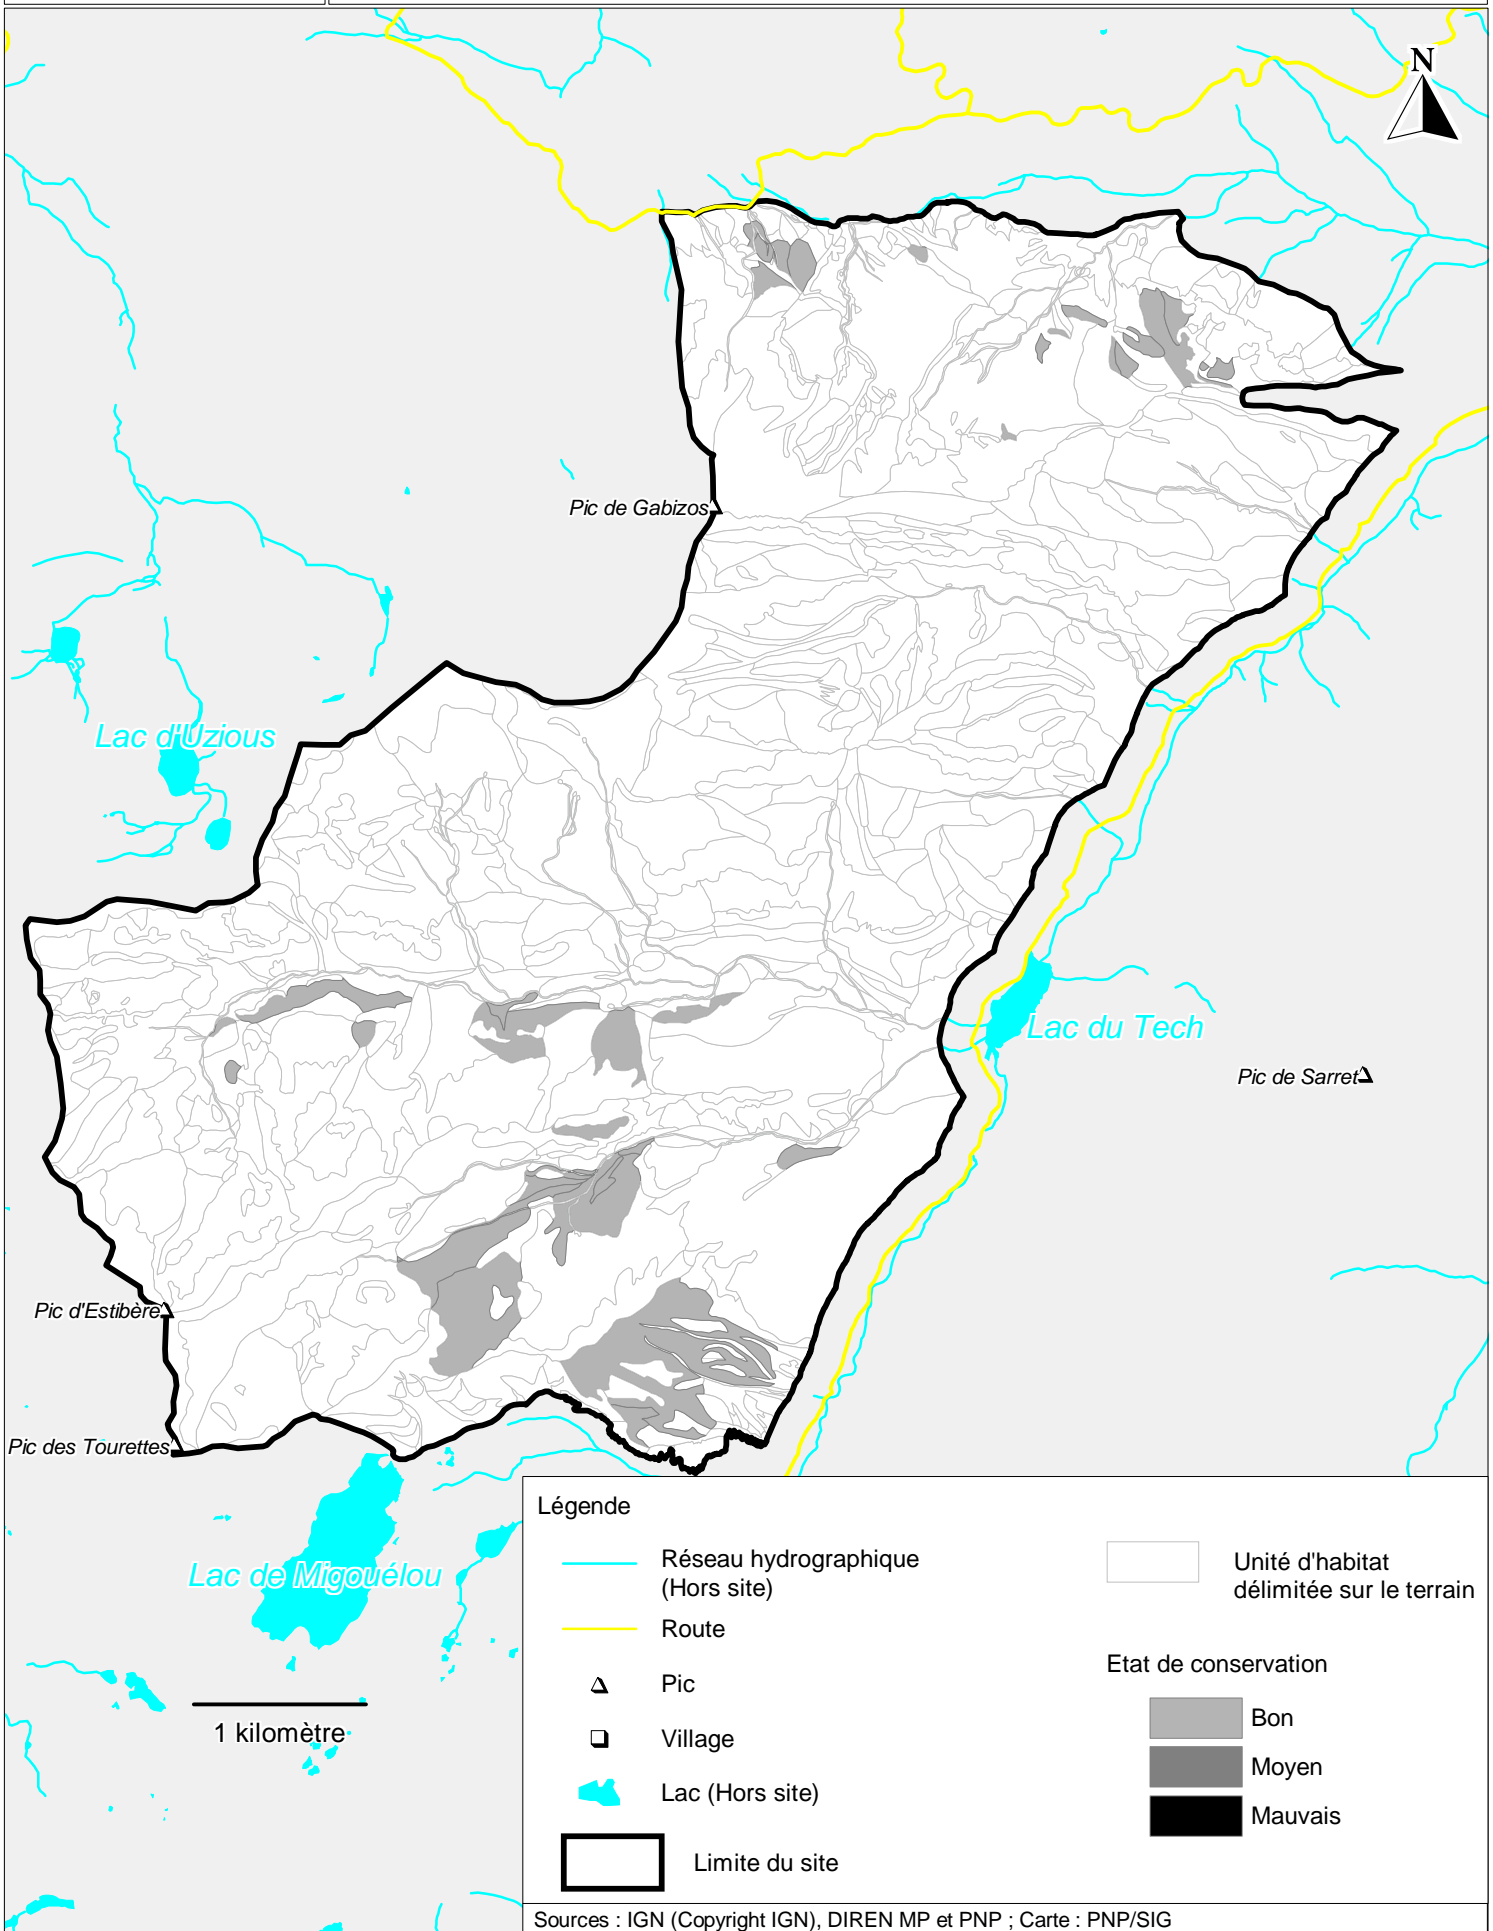 N
Pic de Gabizos
Lac d'Uzious
Lac du Tech
Pic de Sarret
Pic d'Estibère
Pic des Tourettes
Lac de Migouélou
1 kilomètre
Légende
Réseau hydrographique
(Hors site)
Route
Pic
Village
Lac (Hors site)
Limite du site
Unité d'habitat
délimitée sur le terrain
Etat de conservation
Bon
Moyen
Mauvais
Sources : IGN (Copyright IGN), DIREN MP et PNP ; Carte : PNP/SIG